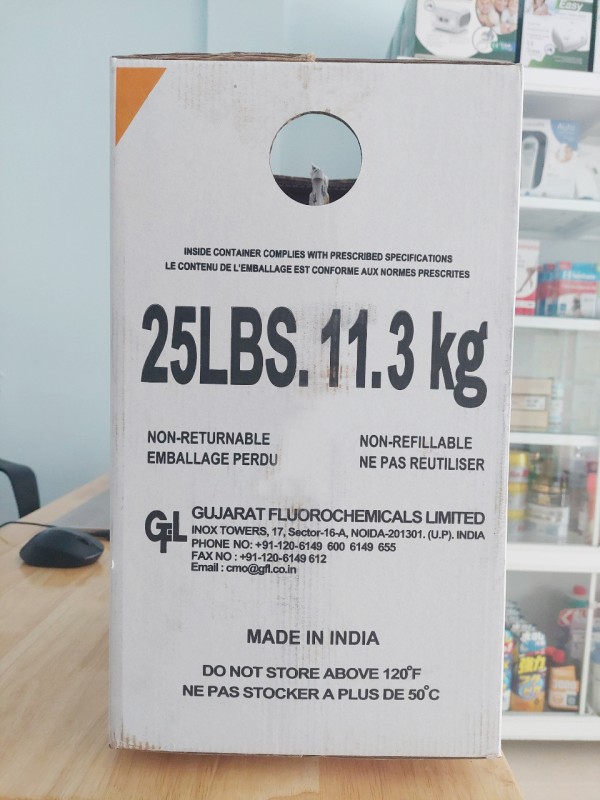 INSIDE CONTAINER COMPLIES WITH PRESCRIBED SPECIFICATIONS
LE CONTENU DE L'EMBALLAGE EST CONFORME AUX NORMES PRESCRITES
25LBS. 11.3 kg
NON-RETURNABLE
EMBALLAGE PERDU
NON-REFILLABLE
NE PAS REUTILISER
GFL
GUJARAT FLUOROCHEMICALS LIMITED
INOX TOWERS, 17, Sector-16-A, NOIDA-201301. (U.P). INDIA
PHONE NO: +91-120-6149 600 6149 655
FAX NO : +91-120-6149 612
Email : cmo@gfl.co.in
MADE IN INDIA
DO NOT STORE ABOVE 120°F
NE PAS STOCKER A PLUS DE 50°C
Easy
強力